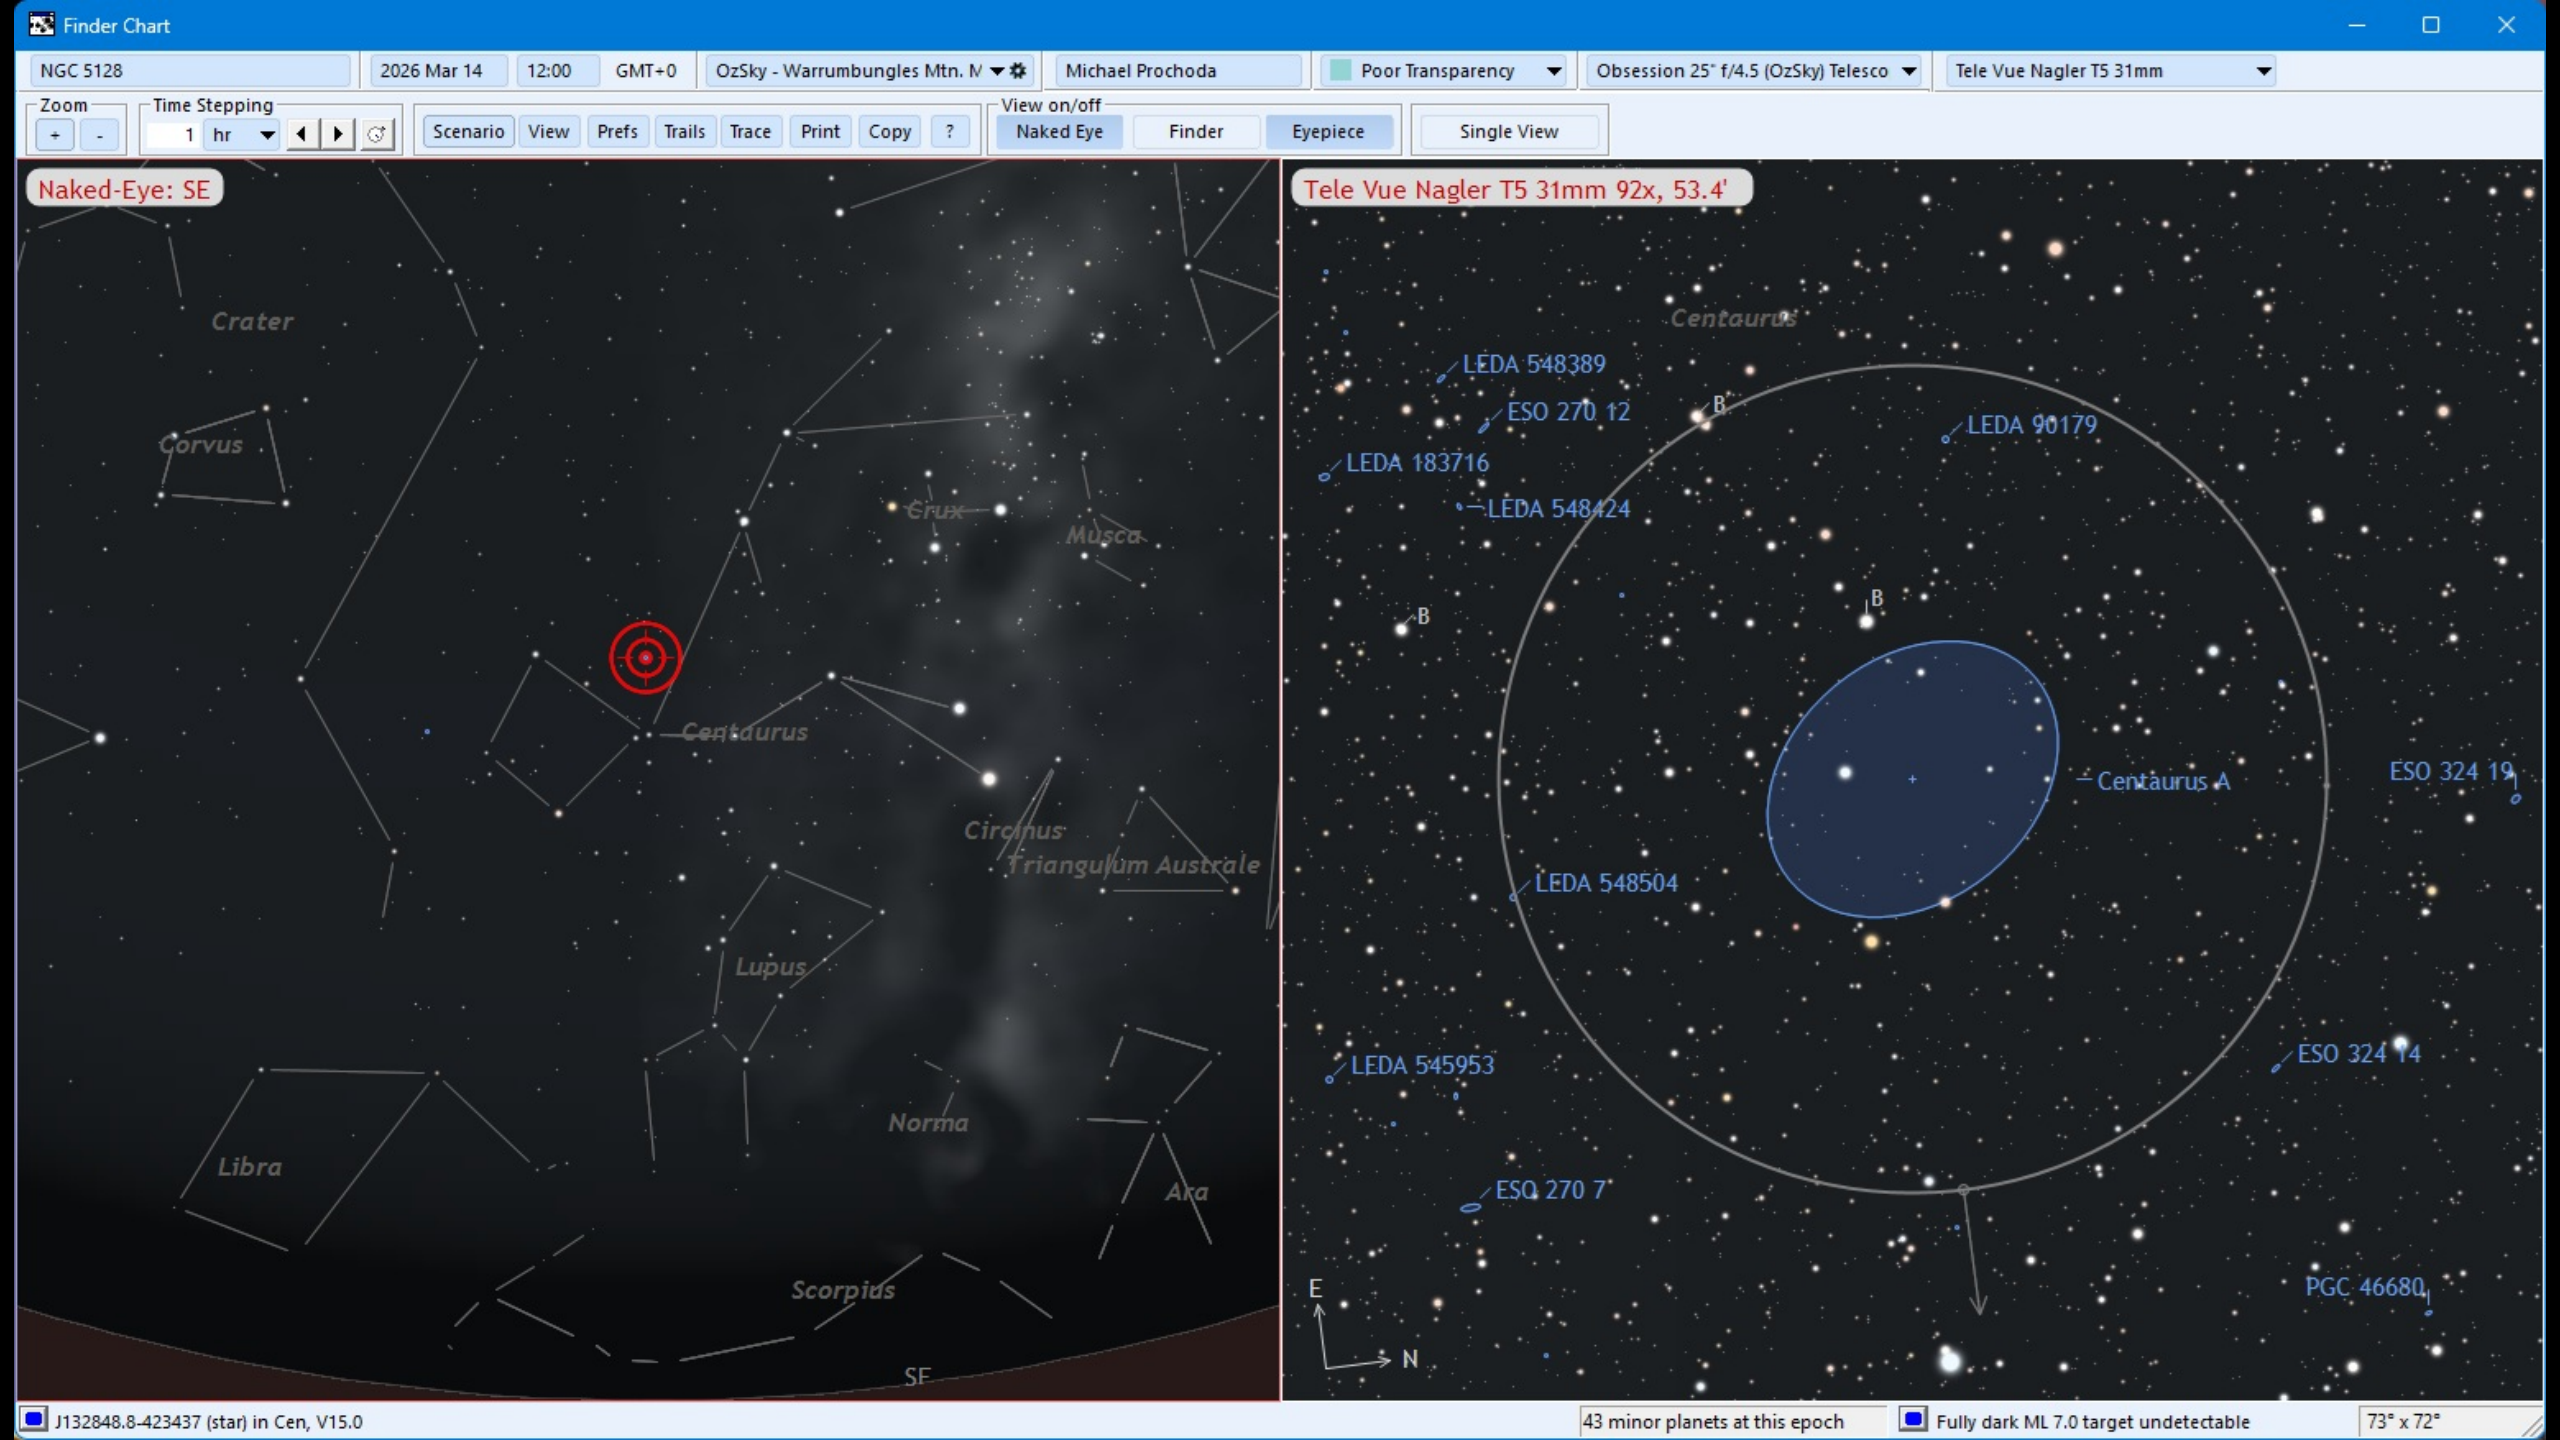 Finder Chart
NGC 5128
2026 Mar 14
12:00
GMT+0
OzSky - Warrumbungles Mtn. M
Michael Prochoda
Poor Transparency
Obsession 25" f/4.5 (OzSky) Telesco
Tele Vue Nagler T5 31mm
Zoom
+
-
Time Stepping
1
hr
Scenario
View
Prefs
Trails
Trace
Print
Copy
?
View on/off
Naked Eye
Finder
Eyepiece
Single View
Naked-Eye: SE
Crater
Corvus
Crux
Musca
Centaurus
Circinus
Triangulum Australe
Lupus
Norma
Libra
Ara
Scorpius
SE
Tele Vue Nagler T5 31mm 92x, 53.4'
Centaurus
LEDA 548389
B
ESO 270 12
LEDA 90179
LEDA 183716
LEDA 548424
B
B
ESO 324 19
Centaurus A
LEDA 548504
ESO 324 14
LEDA 545953
ESO 270 7
PGC 46680
E
N
J132848.8-423437 (star) in Cen, V15.0
43 minor planets at this epoch
Fully dark ML 7.0 target undetectable
73° x 72°